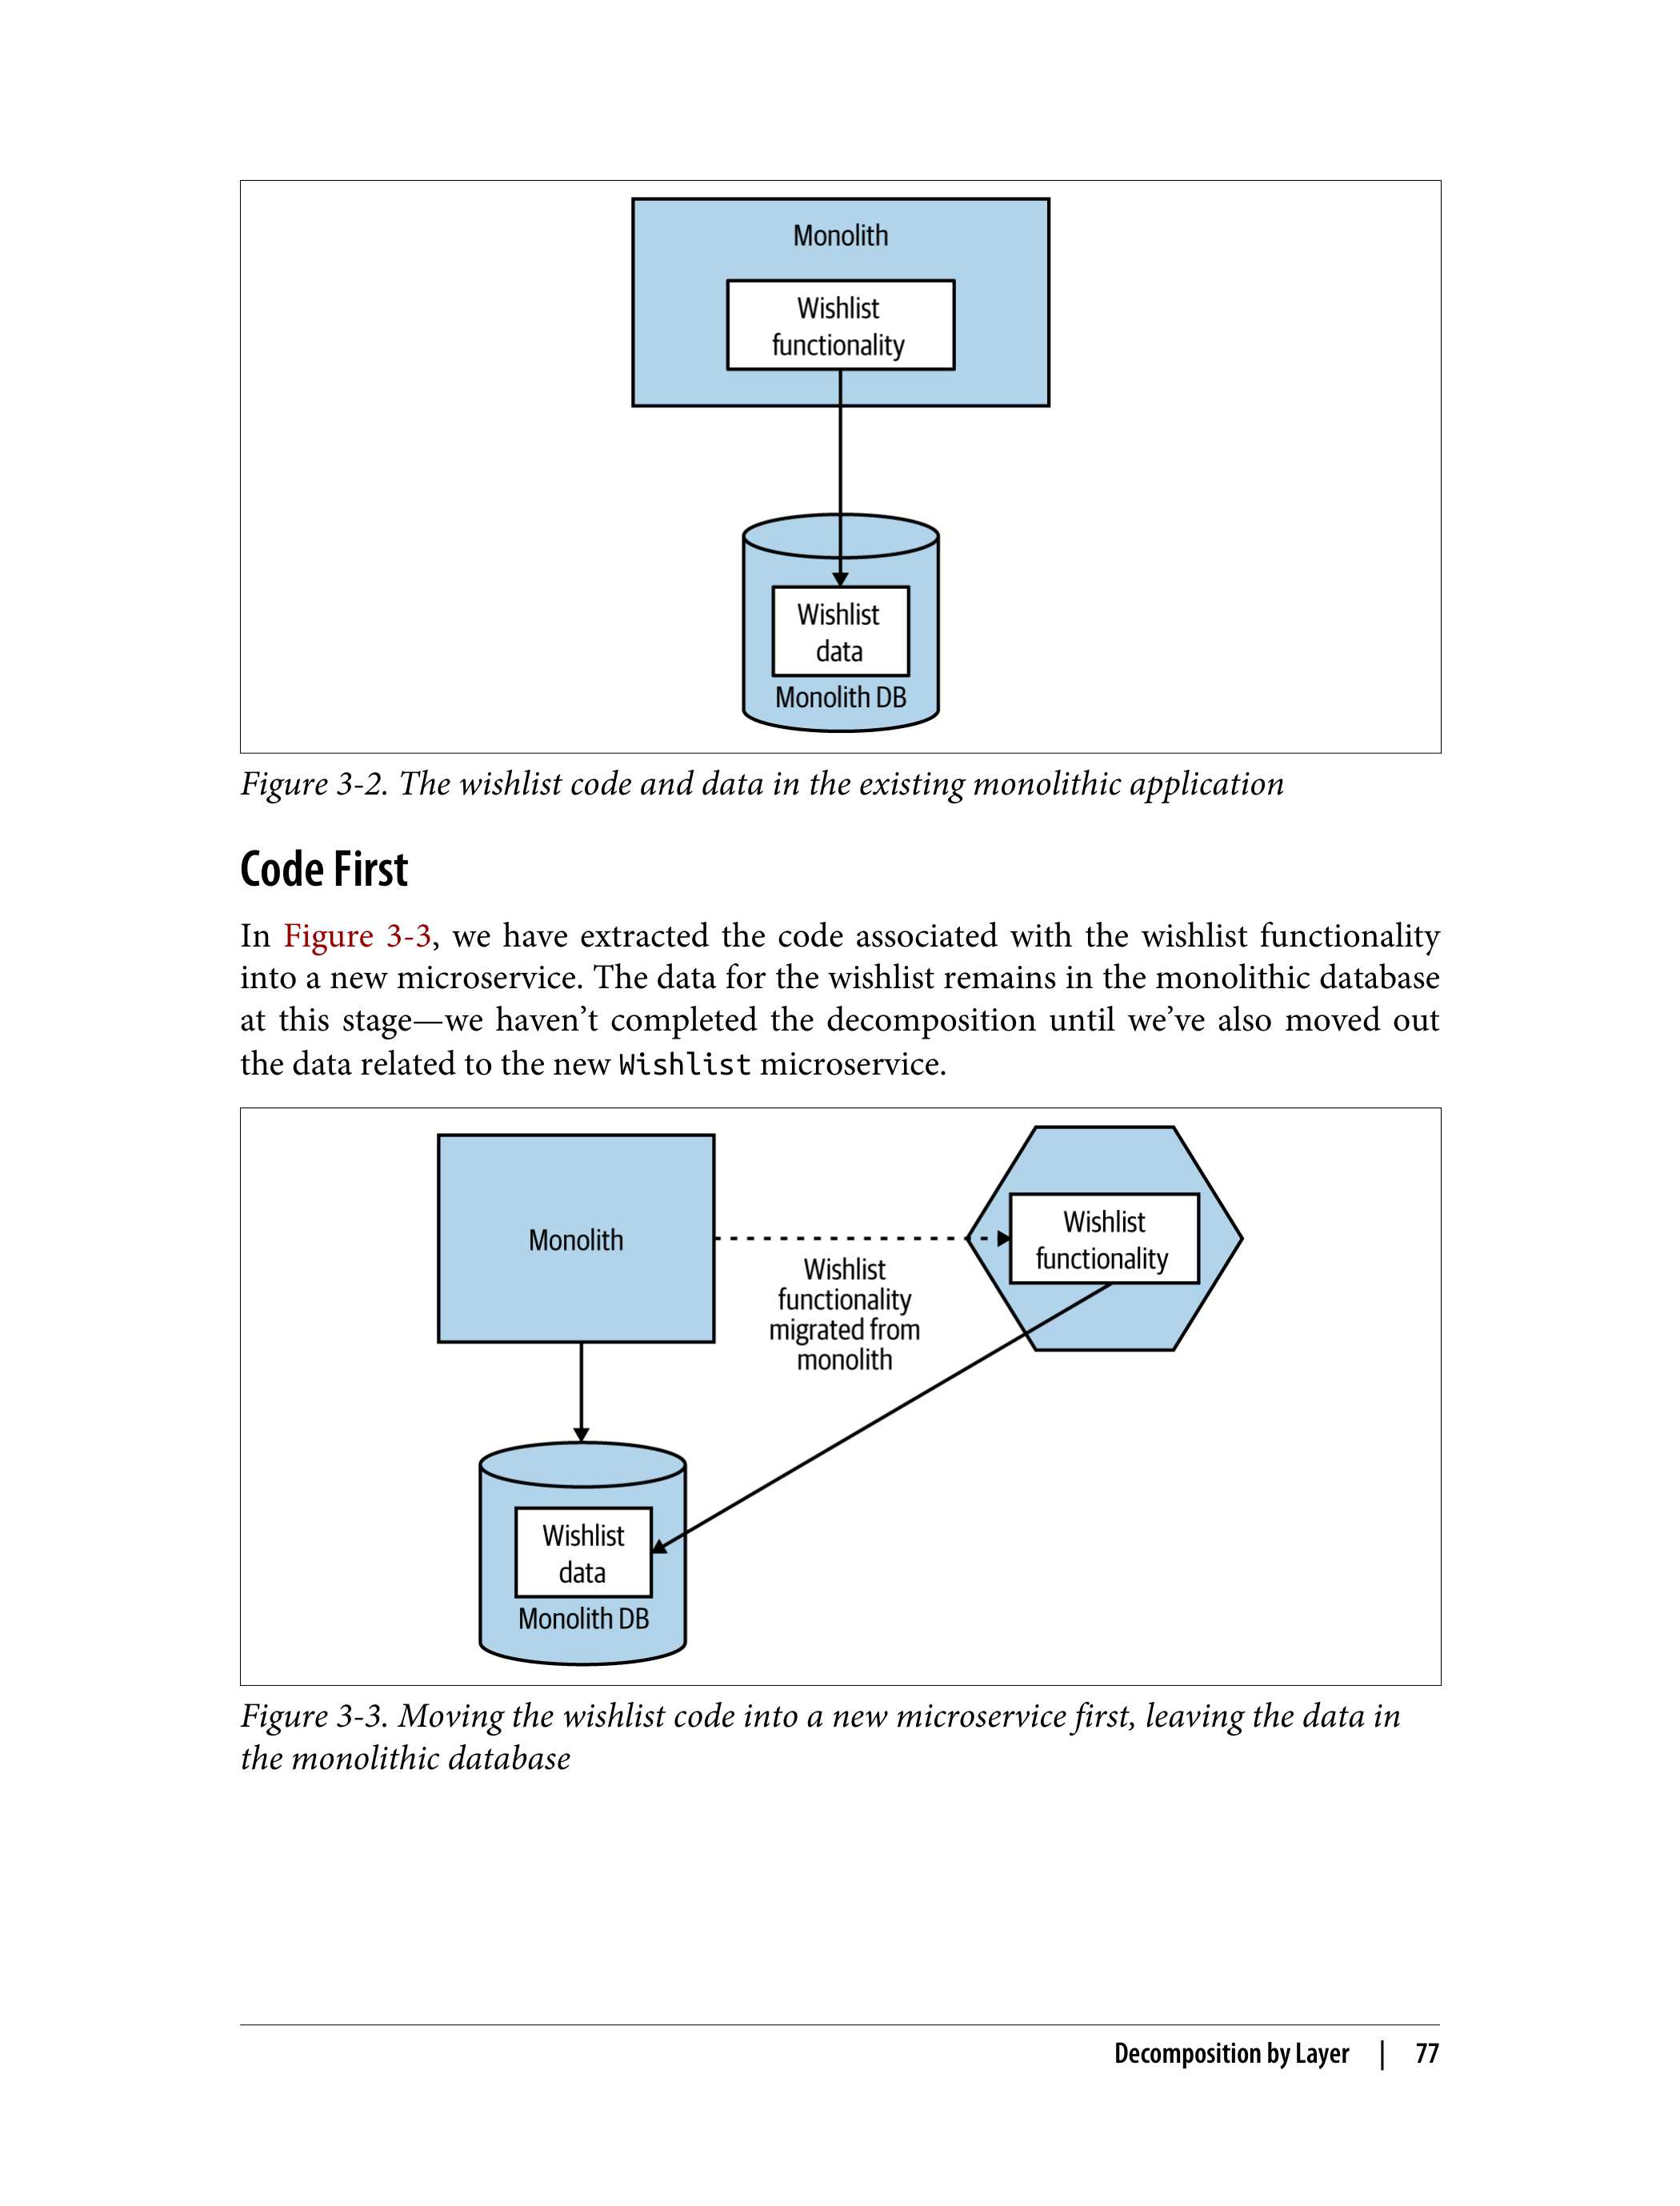 Monolith
Wishlist
functionality
Wishlist
data
Monolith DB
Figure 3-2. The wishlist code and data in the existing monolithic application
Code First
In Figure 3-3, we have extracted the code associated with the wishlist functionality
into a new microservice. The data for the wishlist remains in the monolithic database
at this stage—we haven’t completed the decomposition until we’ve also moved out
the data related to the new Wishlist microservice.
Monolith
Wishlist
functionality
Wishlist
functionality
migrated from
monolith
Wishlist
data
Monolith DB
Figure 3-3. Moving the wishlist code into a new microservice first, leaving the data in
the monolithic database
Decomposition by Layer | 77